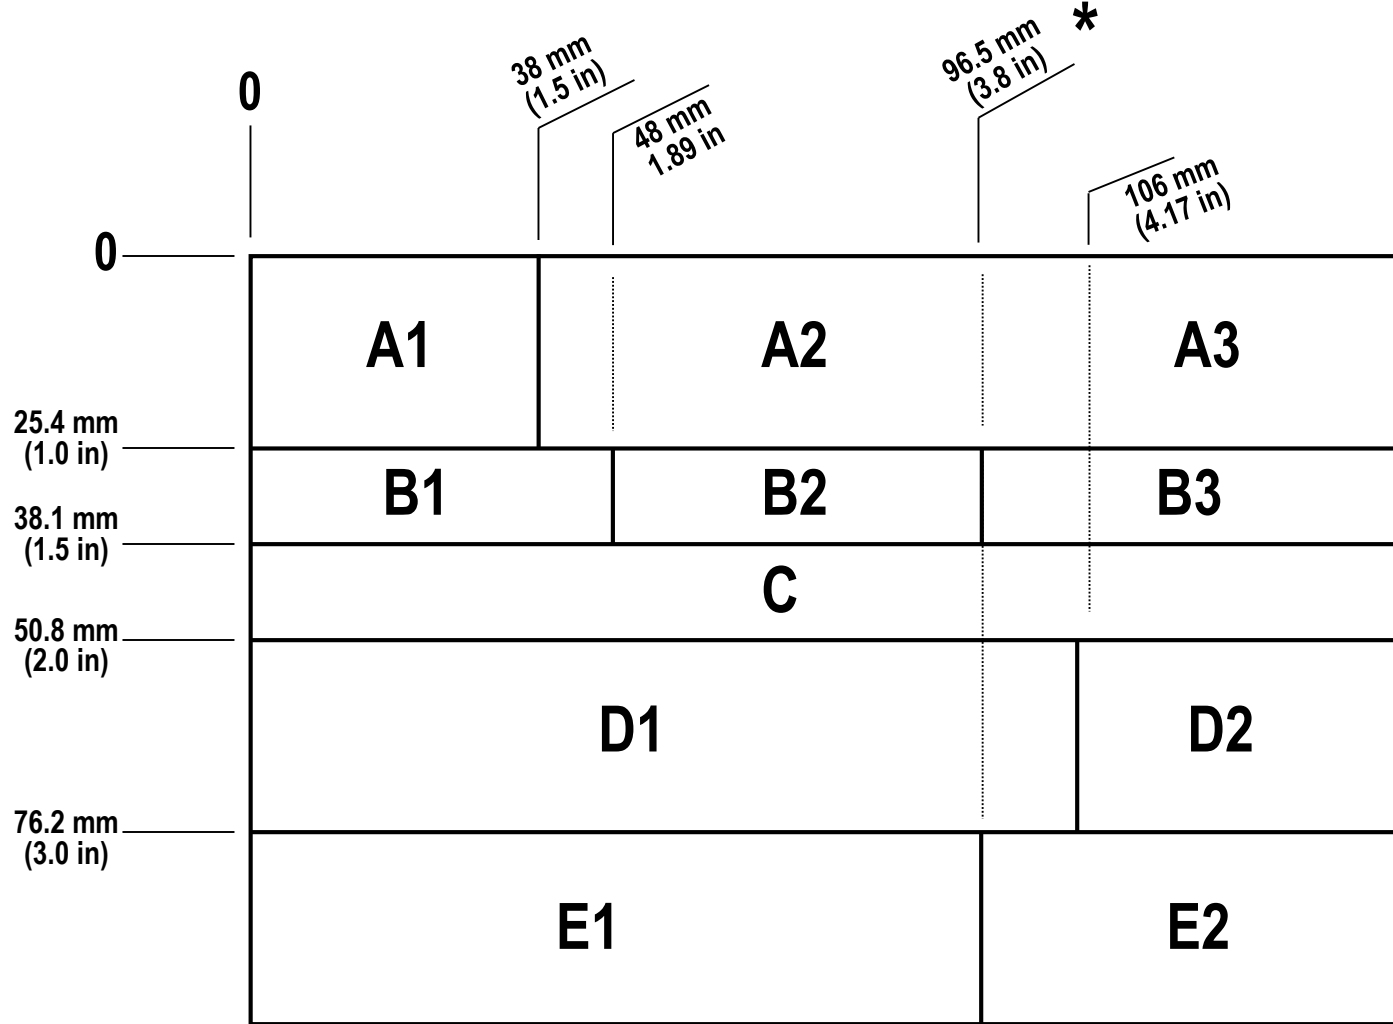 *
0
38 mm
(1.5 in)
48 mm
1.89 in
96.5 mm
(3.8 in)
106 mm
(4.17 in)
0
A1
A2
A3
25.4 mm
(1.0 in)
B1
B2
B3
38.1 mm
(1.5 in)
C
50.8 mm
(2.0 in)
D1
D2
76.2 mm
(3.0 in)
E1
E2